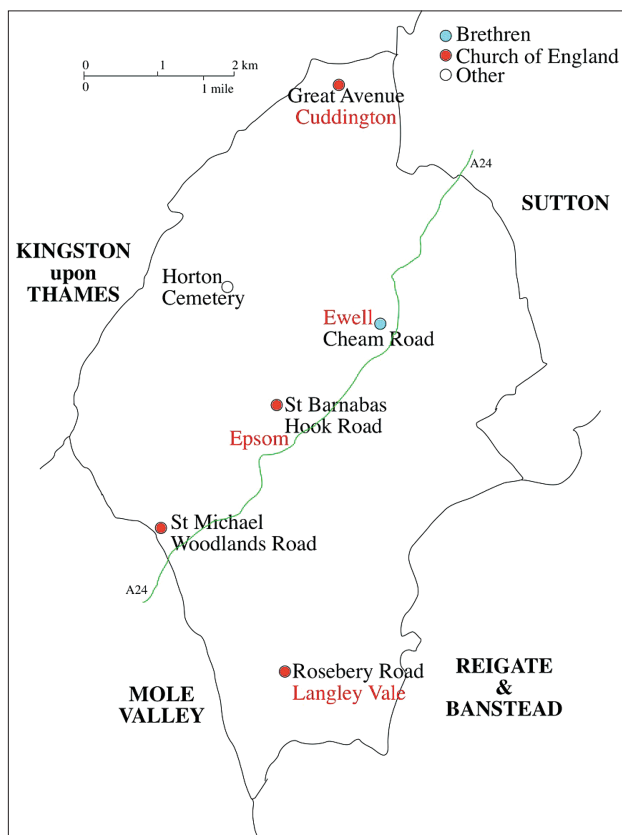 0 1 2 km
0 1 mile
Brethren
Church of England
Other
Great Avenue
Cuddington
A24
SUTTON
KINGSTON
upon
THAMES
Horton
Cemetery
Ewell
Cheam Road
St Barnabas
Hook Road
Epsom
St Michael
Woodlands Road
A24
Rosebery Road
Langley Vale
MOLE
VALLEY
REIGATE
&
BANSTEAD